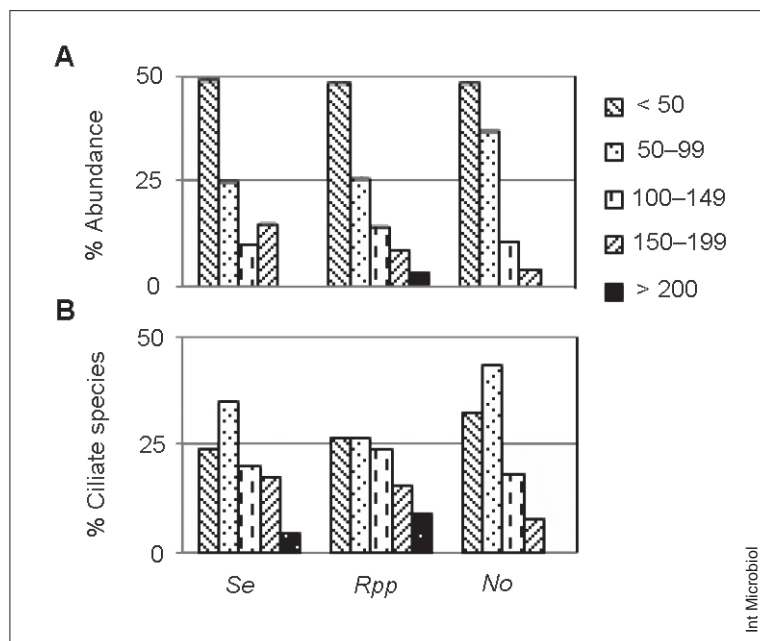 A
50
25
0
% Abundance
< 50
50–99
100–149
150–199
> 200
B
50
25
0
% Ciliate species
Se
Rpp
No
Int Microbiol